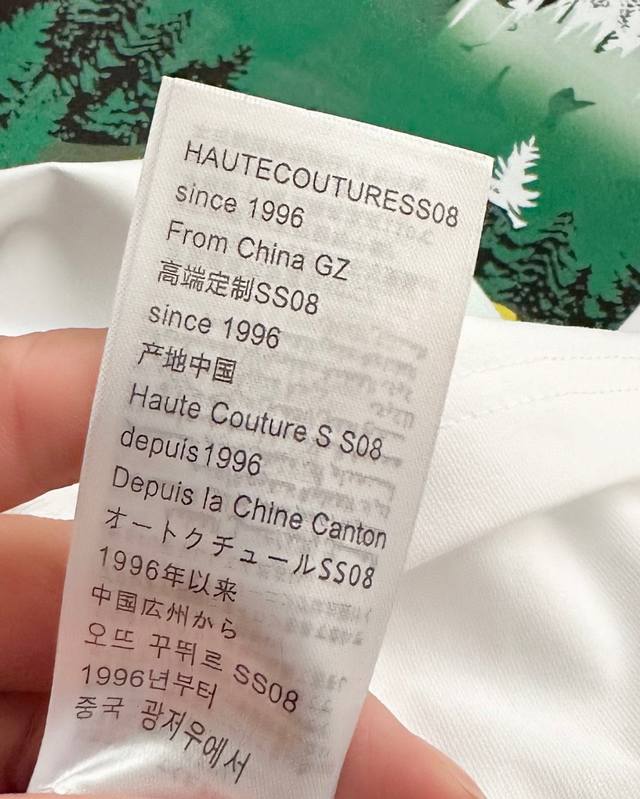 HAUTECOUTURESS08
since 1996
From China GZ
高端定制SS08
since 1996
产地中国
Haute Couture S S08
depuis1996
Depuis la Chine Canton
オートクチュールSS08
1996年以来
中国広州から
오뜨 꾸뛰르 SS08
1996년부터
중국 광저우에서